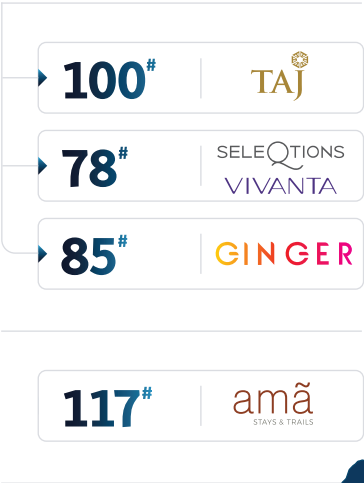 100# TAJ
78# SELEQTIONS
VIVANTA
85# GINGER
117# amã
STAYS & TRAILS